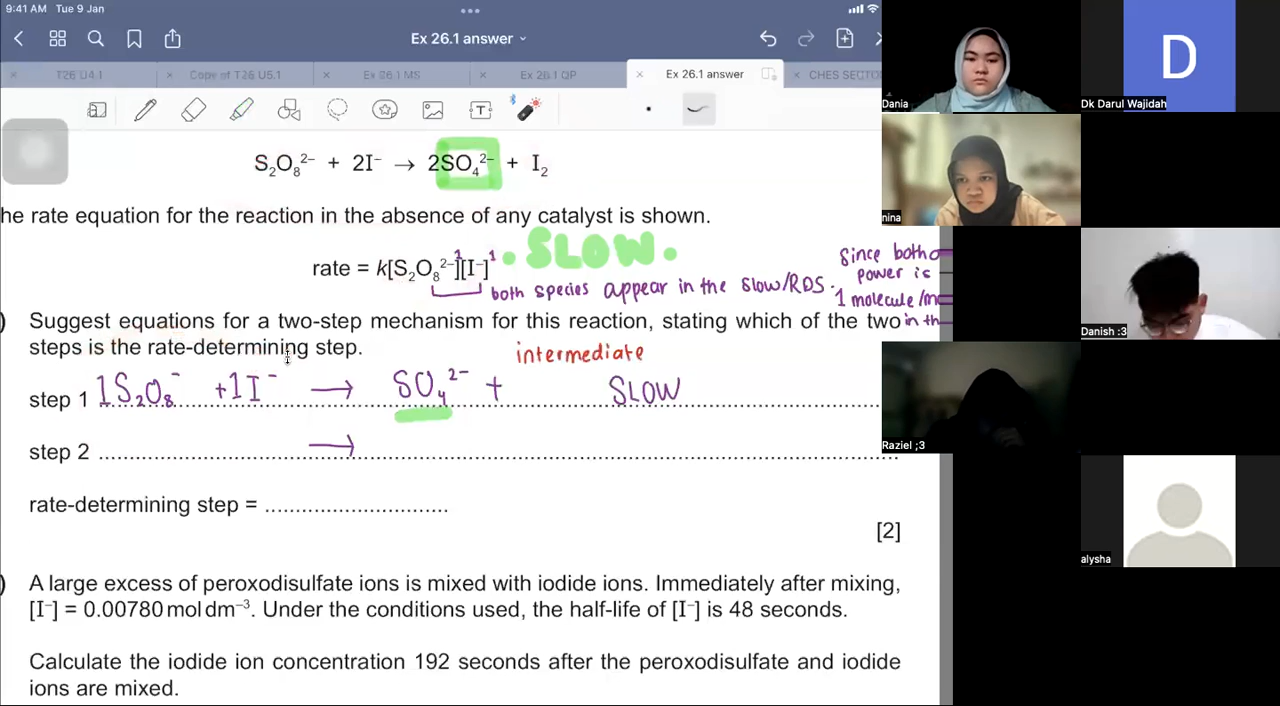 9:41 AM Tue 9 Jan
Ex 26.1 answer
T26 U4.1
Copy of T26 U5.1
Ex 26.1 MS
Ex 26.1 QP
Ex 26.1 answer
CHES SECTIO
S₂O₈²⁻ + 2I⁻ → 2SO₄²⁻ + I₂
he rate equation for the reaction in the absence of any catalyst is shown.
• SLOW •
rate = k[S₂O₈²⁻]¹[I⁻]¹
both species appear in the slow/RDS.
since both
power is
1 molecule/m
in th
) Suggest equations for a two-step mechanism for this reaction, stating which of the two
steps is the rate-determining step.
intermediate
step 1 1S₂O₈⁻ + 1I⁻ → SO₄²⁻ + SLOW
step 2 →
rate-determining step = ............................
[2]
) A large excess of peroxodisulfate ions is mixed with iodide ions. Immediately after mixing,
[I⁻] = 0.00780 mol dm⁻³. Under the conditions used, the half-life of [I⁻] is 48 seconds.
Calculate the iodide ion concentration 192 seconds after the peroxodisulfate and iodide
ions are mixed.
Dania
D
Dk Darul Wajidah
nina
Danish :3
Raziel ;3
alysha